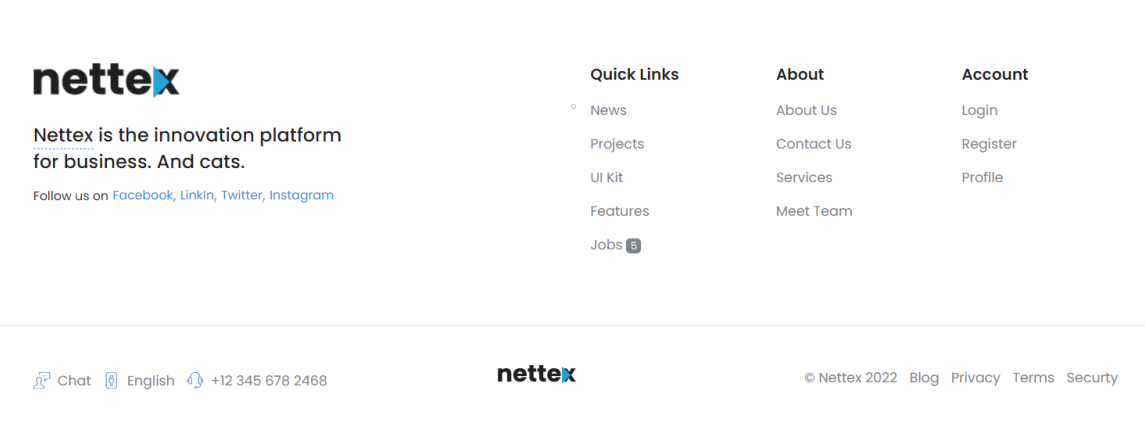 nettex
Nettex is the innovation platform
for business. And cats.
Follow us on Facebook, LinkIn, Twitter, Instagram
Quick Links
News
Projects
UI Kit
Features
Jobs 5
About
About Us
Contact Us
Services
Meet Team
Account
Login
Register
Profile
Chat English +12 345 678 2468
nettex
© Nettex 2022 Blog Privacy Terms Securty